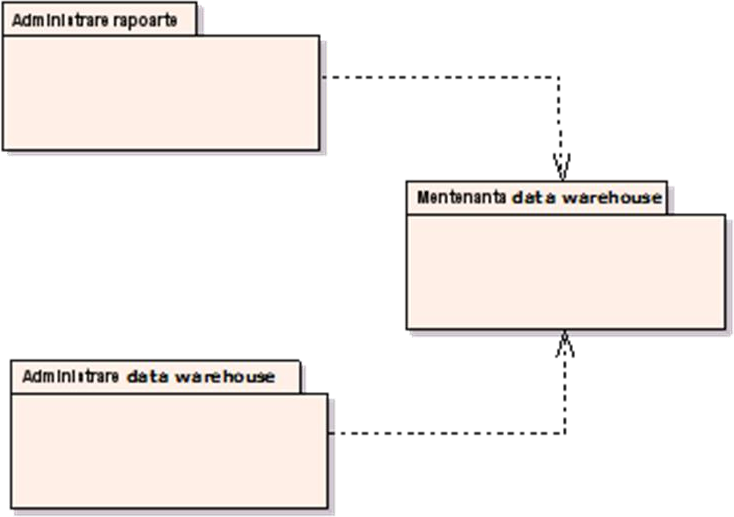 Administrare rapoarte
Mentenanta data warehouse
Administrare data warehouse